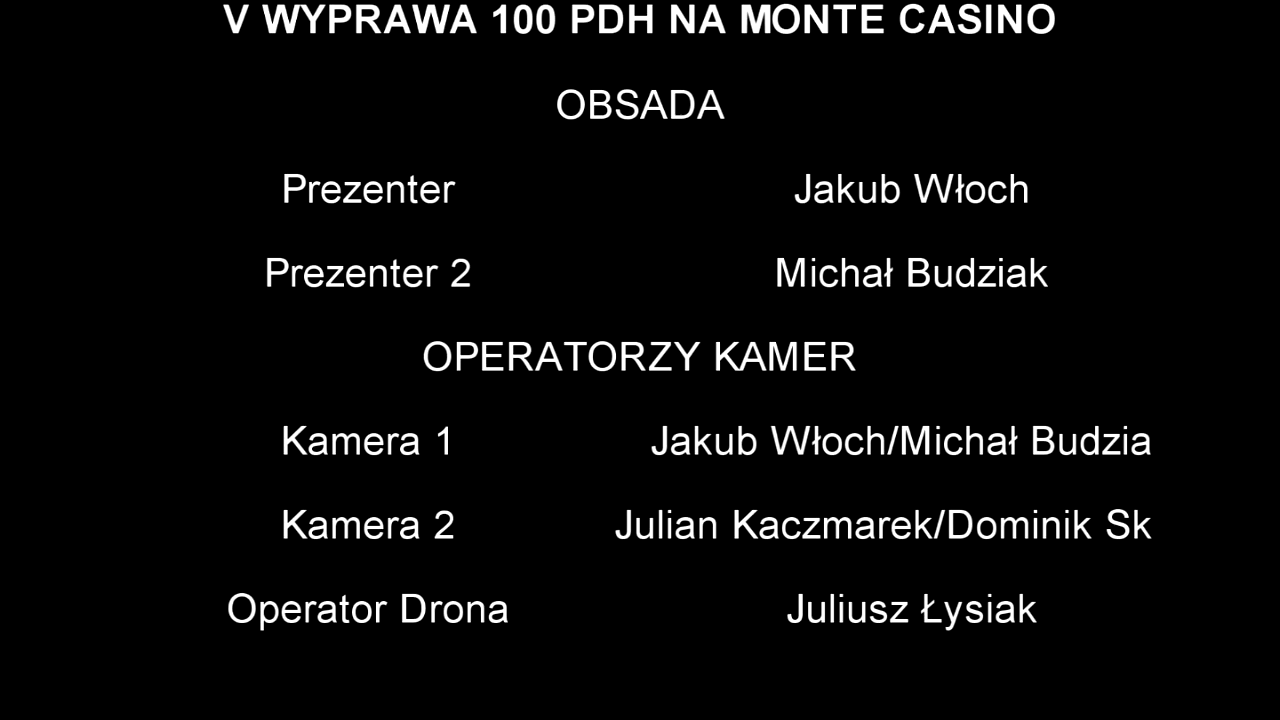 V WYPRAWA 100 PDH NA MONTE CASINO
OBSADA
Prezenter Jakub Włoch
Prezenter 2 Michał Budziak
OPERATORZY KAMER
Kamera 1 Jakub Włoch/Michał Budzia
Kamera 2 Julian Kaczmarek/Dominik Sk
Operator Drona Juliusz Łysiak